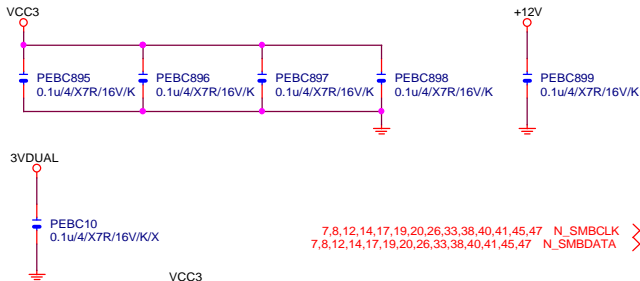 VCC3
+12V
PEBC895
0.1u/4/X7R/16V/K
PEBC896
0.1u/4/X7R/16V/K
PEBC897
0.1u/4/X7R/16V/K
PEBC898
0.1u/4/X7R/16V/K
PEBC899
0.1u/4/X7R/16V/K
3VDUAL
PEBC10
0.1u/4/X7R/16V/K/X
7,8,12,14,17,19,20,26,33,38,40,41,45,47 N_SMBCLK
7,8,12,14,17,19,20,26,33,38,40,41,45,47 N_SMBDATA
VCC3